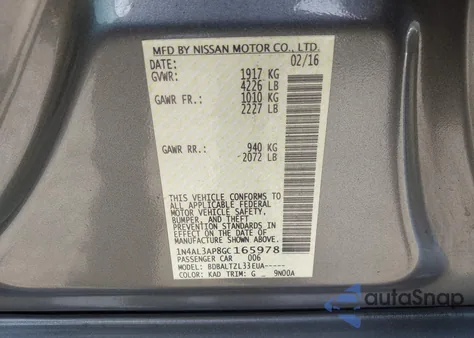 MFD BY NISSAN MOTOR CO., LTD.
DATE: 02/16
GVWR: 1917 KG
4226 LB
GAWR FR.: 1010 KG
2227 LB
GAWR RR.: 940 KG
2072 LB
THIS VEHICLE CONFORMS TO
ALL APPLICABLE FEDERAL
MOTOR VEHICLE SAFETY,
BUMPER, AND THEFT
PREVENTION STANDARDS
IN EFFECT ON THE DATE OF
MANUFACTURE SHOWN ABOVE.
1N4AL3AP8GC165978
PASSENGER CAR 006
MODEL: BDBALTZL33EUA-----
COLOR: KAD TRIM: G _ 9N00A
autoSnap